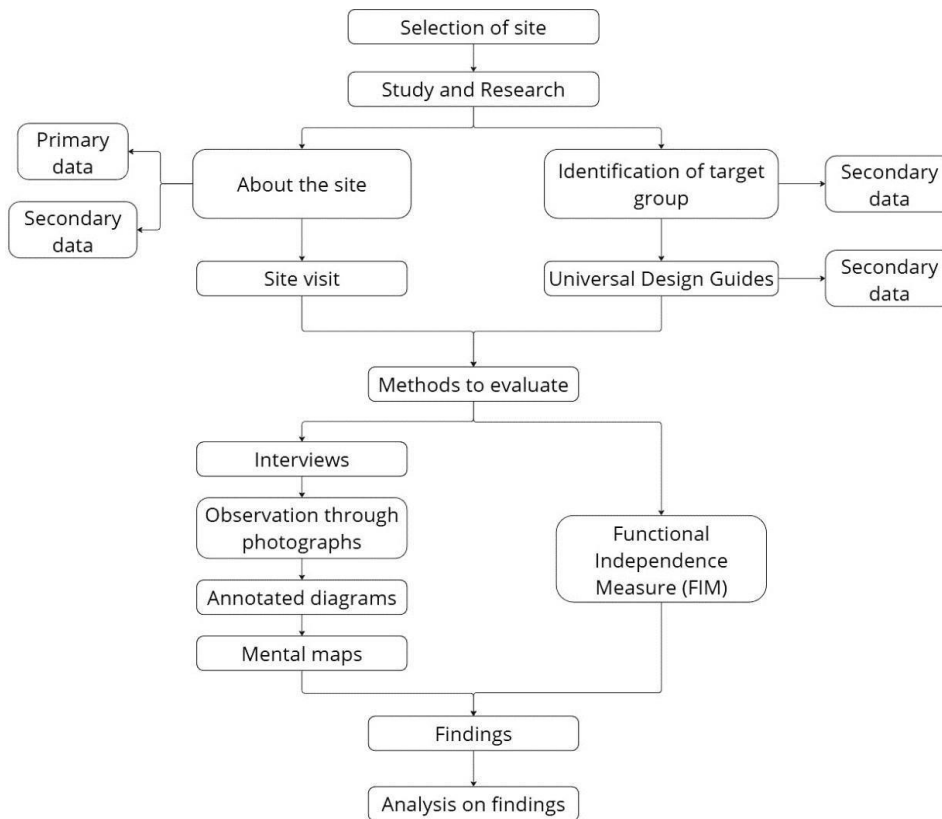 Selection of site
Study and Research
Primary
data
Secondary
data
About the site
Identification of target
group
Secondary
data
Site visit
Universal Design Guides
Secondary
data
Methods to evaluate
Interviews
Observation through
photographs
Annotated diagrams
Mental maps
Functional
Independence
Measure (FIM)
Findings
Analysis on findings